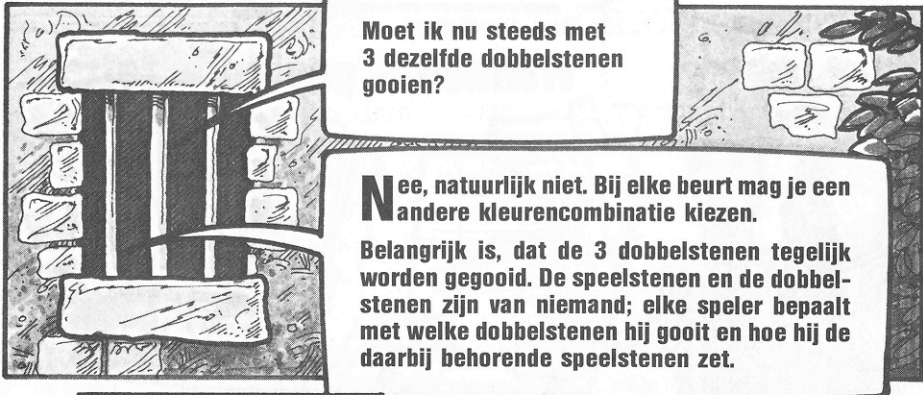 Moet ik nu steeds met
3 dezelfde dobbelstenen
gooien?
Nee, natuurlijk niet. Bij elke beurt mag je een
andere kleurencombinatie kiezen.
Belangrijk is, dat de 3 dobbelstenen tegelijk
worden gegooid. De speelstenen en de dobbel-
stenen zijn van niemand; elke speler bepaalt
met welke dobbelstenen hij gooit en hoe hij de
daarbij behorende speelstenen zet.